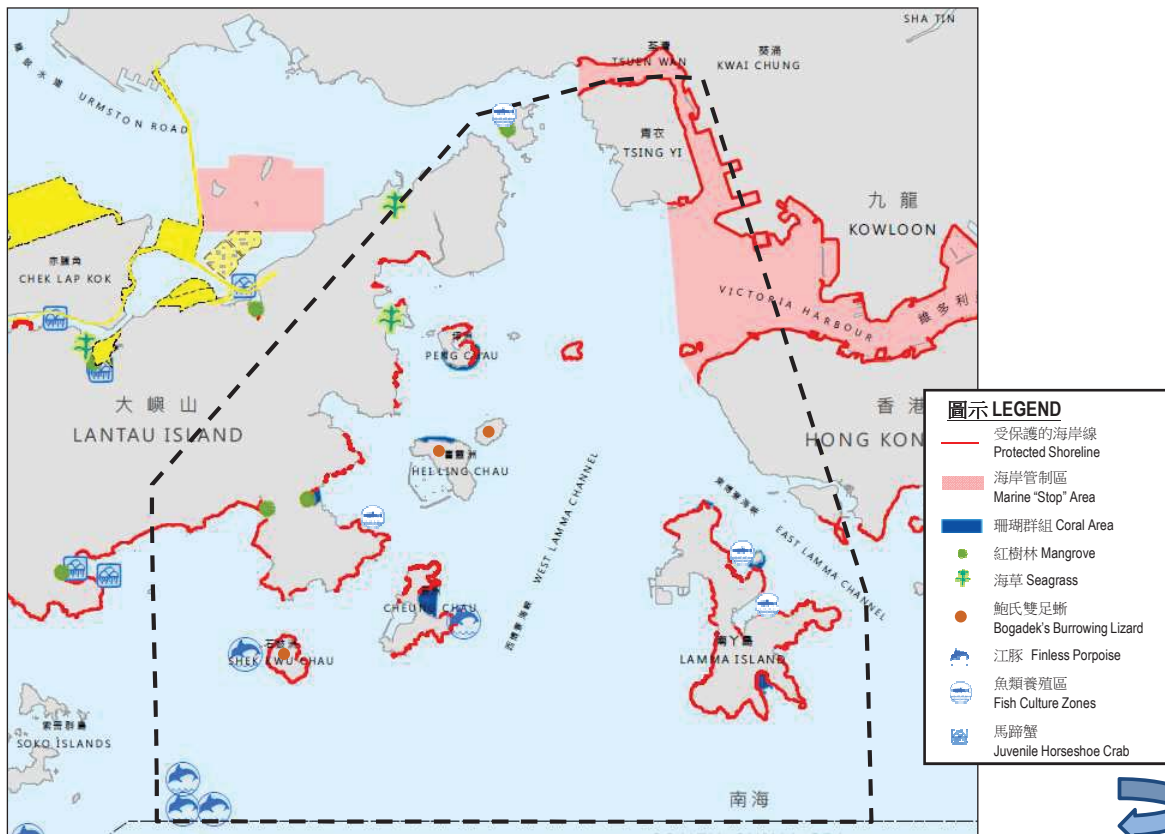 SHA TIN
荃灣
TSUEN WAN
葵涌
KWAI CHUNG
URMSTON ROAD
青衣
TSING YI
九龍
KOWLOON
赤鱲角
CHEK LAP KOK
VICTORIA HARBOUR
維多利
坪洲
PENG CHAU
大嶼山
LANTAU ISLAND
香港
HONG KON
喜靈洲
HEI LING CHAU
西博寮海峽
WEST LAMMA CHANNEL
東博寮海峽
EAST LAMMA CHANNEL
CHEUNG CHAU
石鼓洲
SHEK KWU CHAU
南丫島
LAMMA ISLAND
索罟群島
SOKO ISLANDS
南海
圖示 LEGEND
受保護的海岸線
Protected Shoreline
海岸管制區
Marine “Stop” Area
珊瑚群組 Coral Area
紅樹林 Mangrove
海草 Seagrass
鮑氏雙足蜥
Bogadek's Burrowing Lizard
江豚 Finless Porpoise
魚類養殖區
Fish Culture Zones
馬蹄蟹
Juvenile Horseshoe Crab